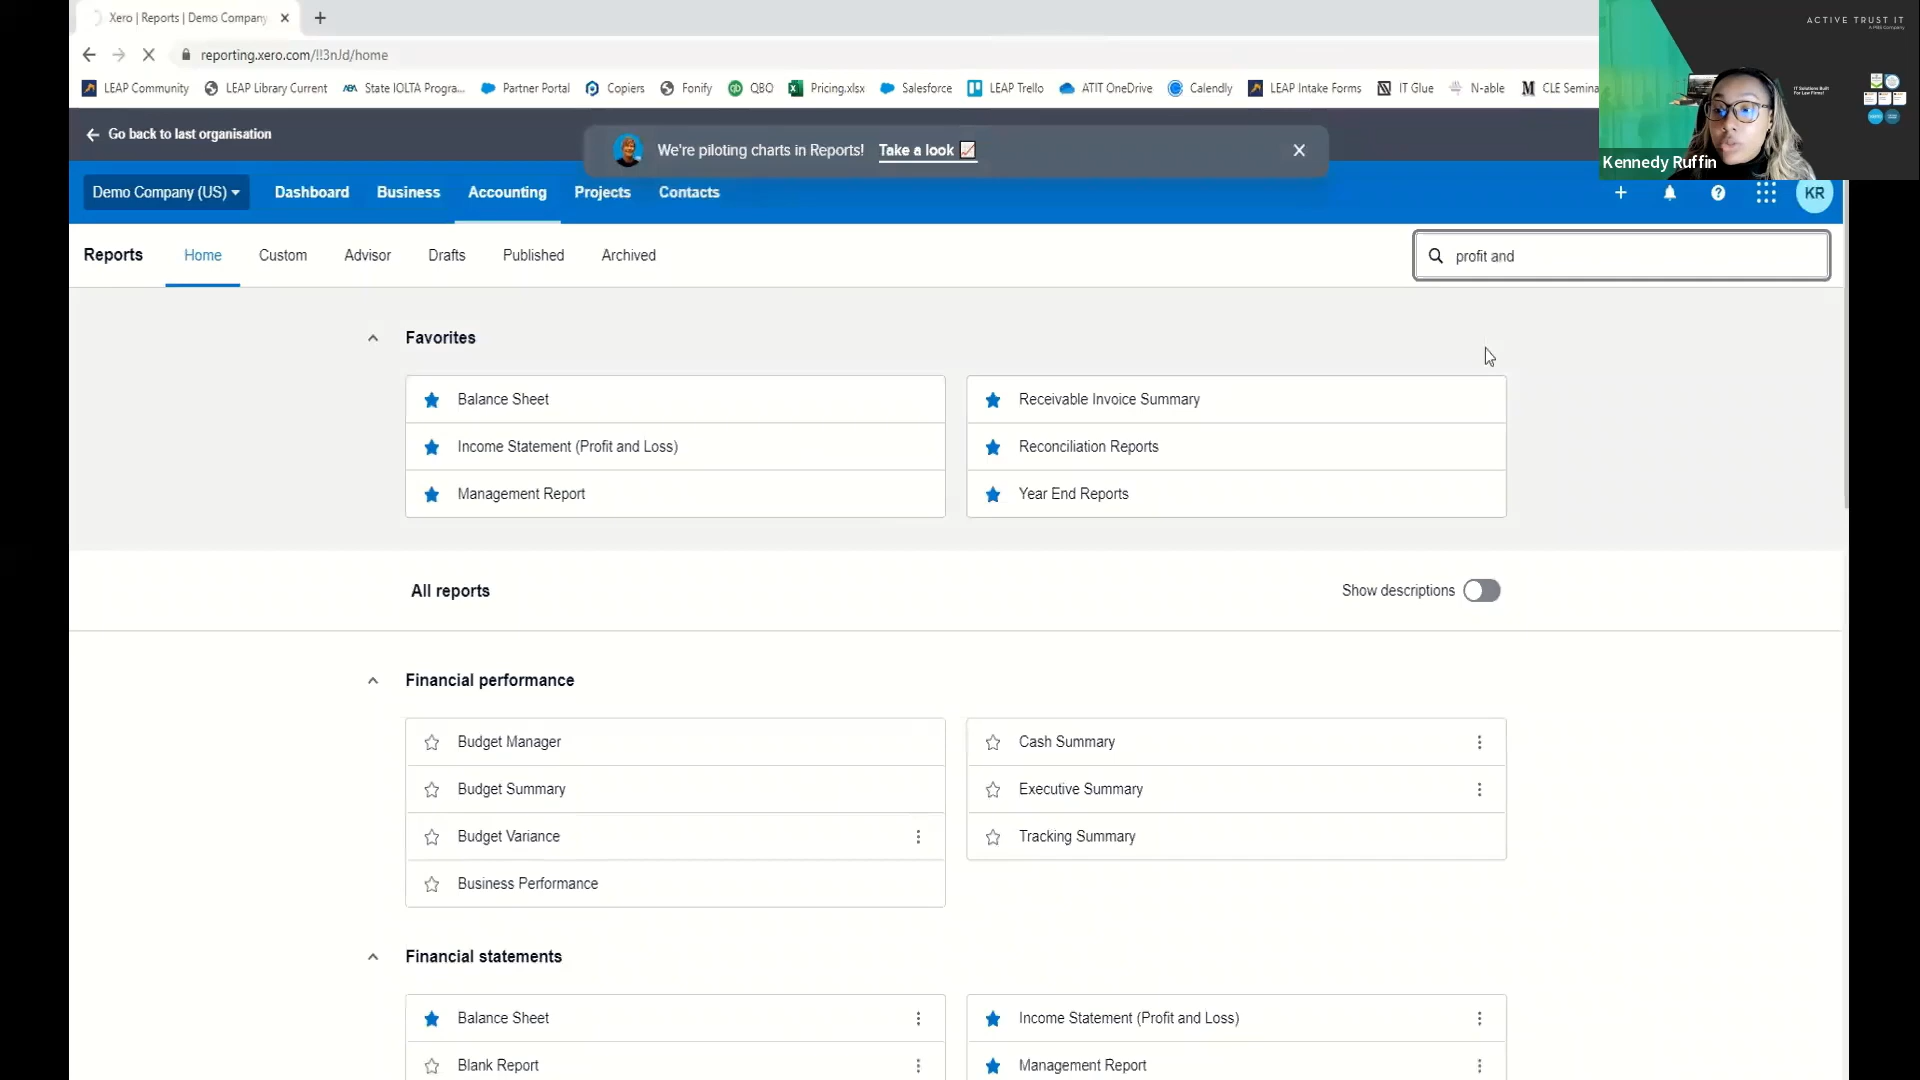 Xero | Reports | Demo Company
reporting.xero.com/!!3nJd/home
LEAP Community LEAP Library Current State IOLTA Progra... Partner Portal Copiers Fonify QBO Pricing.xlsx Salesforce LEAP Trello ATIT OneDrive Calendly LEAP Intake Forms IT Glue N-able CLE Semina
ACTIVE TRUST IT
IT Solutions Built
For Law Firms!
Kennedy Ruffin
Go back to last organisation
We're piloting charts in Reports! Take a look
Demo Company (US) Dashboard Business Accounting Projects Contacts KR
Reports Home Custom Advisor Drafts Published Archived profit and
Favorites
Balance Sheet Receivable Invoice Summary
Income Statement (Profit and Loss) Reconciliation Reports
Management Report Year End Reports
All reports Show descriptions
Financial performance
Budget Manager Cash Summary
Budget Summary Executive Summary
Budget Variance Tracking Summary
Business Performance
Financial statements
Balance Sheet Income Statement (Profit and Loss)
Blank Report Management Report